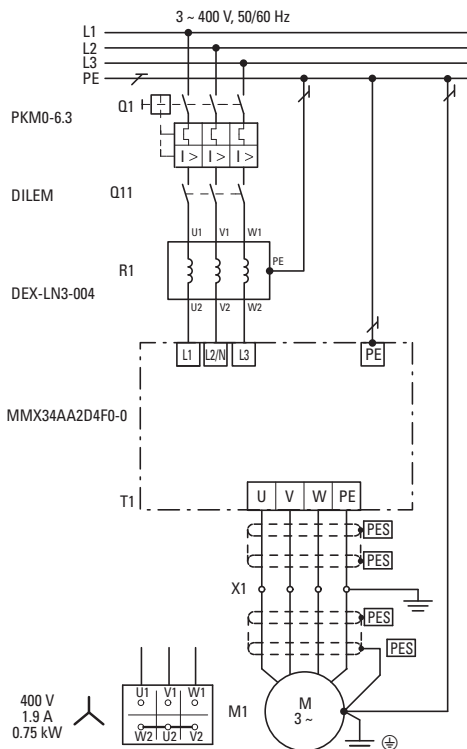 3 ~ 400 V, 50/60 Hz
L1
L2
L3
PE
Q1
PKM0-6.3
I > I > I >
DILEM
Q11
U1 V1 W1
R1
PE
DEX-LN3-004
U2 V2 W2
L1 L2/N L3 PE
MMX34AA2D4F0-0
T1
U V W PE
PES
PES
X1
PES
PES
400 V
1.9 A
0.75 kW
U1 V1 W1
W2 U2 V2
M1
M
3 ~